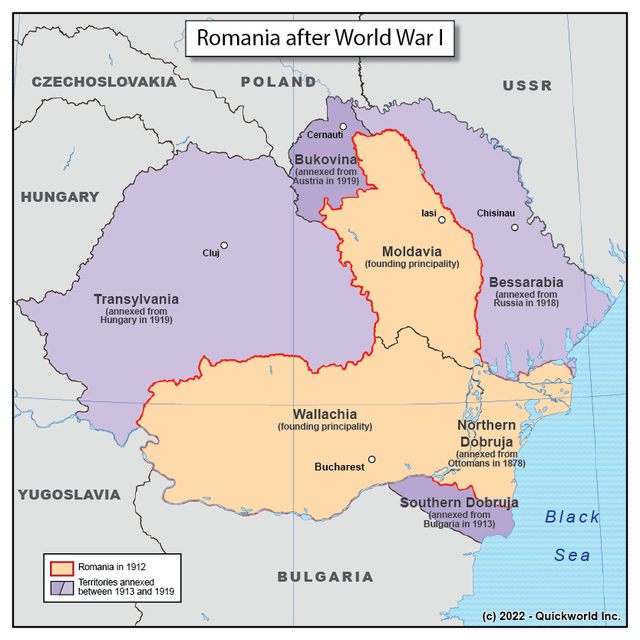 Romania after World War I
CZECHOSLOVAKIA
POLAND
USSR
Cernauti
Bukovina
(annexed from
Austria in 1919)
HUNGARY
Iasi
Chisinau
Cluj
Moldavia
(founding principality)
Bessarabia
(annexed from
Russia in 1918)
Transylvania
(annexed from
Hungary in 1919)
Wallachia
(founding principality)
Northern
Dobruja
(annexed from
Ottomans in 1878)
Bucharest
YUGOSLAVIA
Southern Dobruja
(annexed from
Bulgaria in 1913)
Black
Sea
Romania in 1912
Territories annexed
between 1913 and 1919
BULGARIA
(c) 2022 - Quickworld Inc.